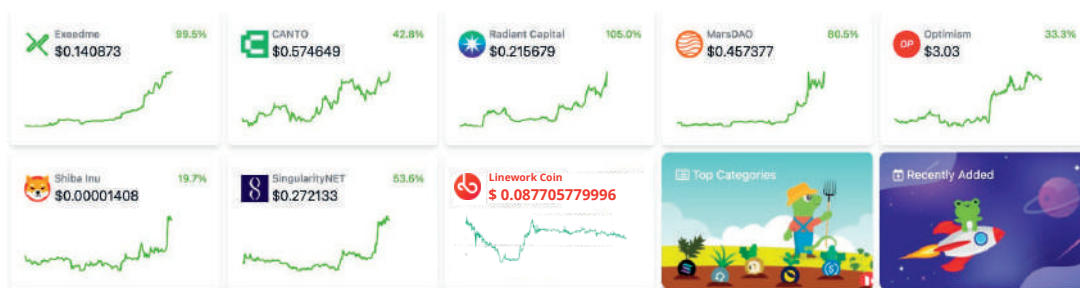 Exeedme 99.5%
$0.140873
CANTO 42.8%
$0.574649
Radiant Capital 105.0%
$0.215679
MarsDAO 80.5%
$0.457377
Optimism 33.3%
OP
$3.03
Shiba Inu 19.7%
$0.00001408
SingularityNET 53.6%
$0.272133
Linework Coin
$ 0.087705779996
Top Categories
Recently Added